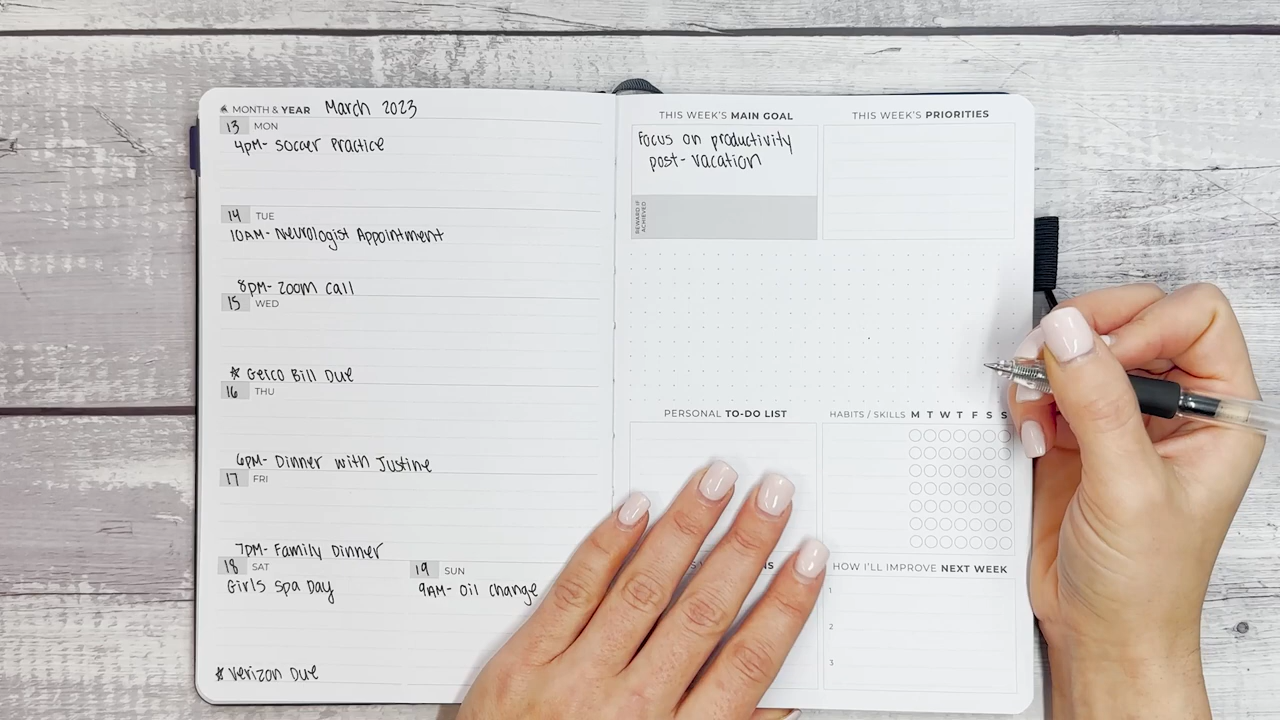 MONTH & YEAR March 2023
13 MON
4PM- Soccer Practice
14 TUE
10AM- Neurologist Appointment
8PM- Zoom call
15 WED
* Geico Bill Due
16 THU
6PM- Dinner with Justine
17 FRI
7PM- Family Dinner
18 SAT
Girls Spa Day
* Verizon Due
19 SUN
9AM- Oil change
THIS WEEK'S MAIN GOAL
Focus on productivity
post-vacation
REWARD IF
ACHIEVED
THIS WEEK'S PRIORITIES
PERSONAL TO-DO LIST
HABITS / SKILLS M T W T F S S
HOW I'LL IMPROVE NEXT WEEK
1
2
3